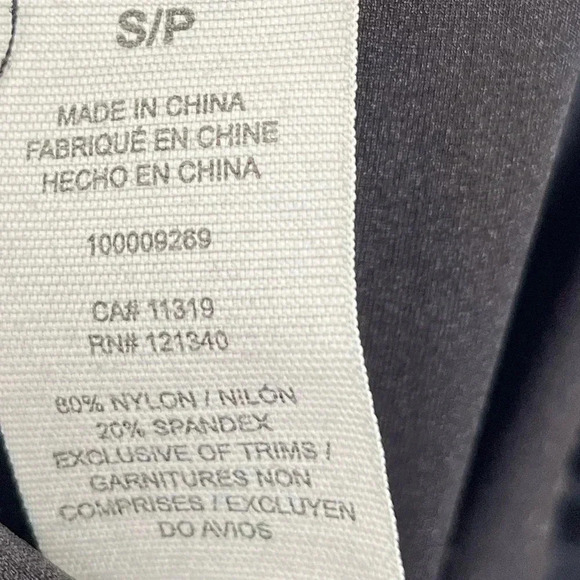 S/P
MADE IN CHINA
FABRIQUÉ EN CHINE
HECHO EN CHINA
100009269
CA# 11319
RN# 121340
80% NYLON / NILÓN
20% SPANDEX
EXCLUSIVE OF TRIMS /
GARNITURES NON
COMPRISES / EXCLUYEN
DO AVIOS